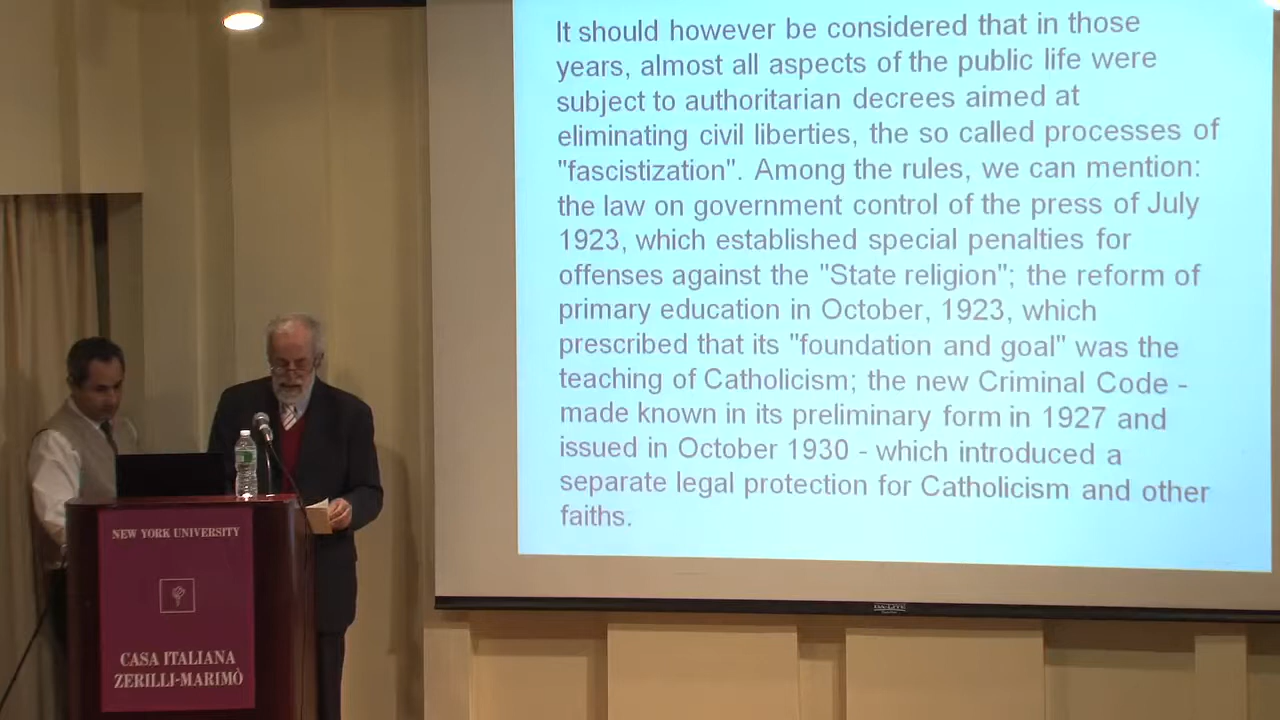 It should however be considered that in those
years, almost all aspects of the public life were
subject to authoritarian decrees aimed at
eliminating civil liberties, the so called processes of
"fascistization". Among the rules, we can mention:
the law on government control of the press of July
1923, which established special penalties for
offenses against the "State religion"; the reform of
primary education in October, 1923, which
prescribed that its "foundation and goal" was the
teaching of Catholicism; the new Criminal Code -
made known in its preliminary form in 1927 and
issued in October 1930 - which introduced a
separate legal protection for Catholicism and other
faiths.
DA-LITE
NEW YORK UNIVERSITY
CASA ITALIANA
ZERILLI-MARIMÒ